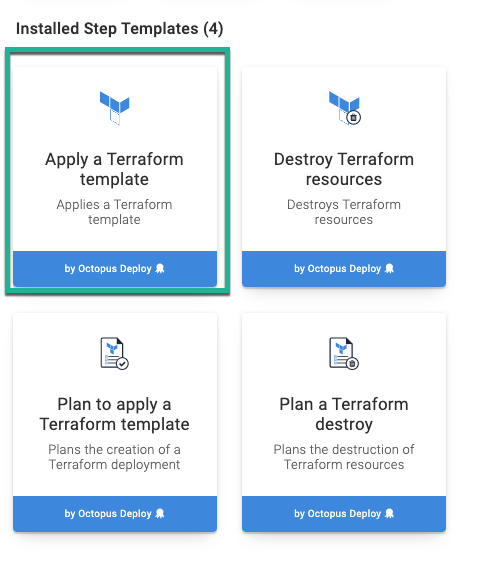 Installed Step Templates (4)
Apply a Terraform
template
Applies a Terraform
template
by Octopus Deploy
Destroy Terraform
resources
Destroys Terraform
resources
by Octopus Deploy
Plan to apply a
Terraform template
Plans the creation of a
Terraform deployment
by Octopus Deploy
Plan a Terraform
destroy
Plans the destruction of
Terraform resources
by Octopus Deploy